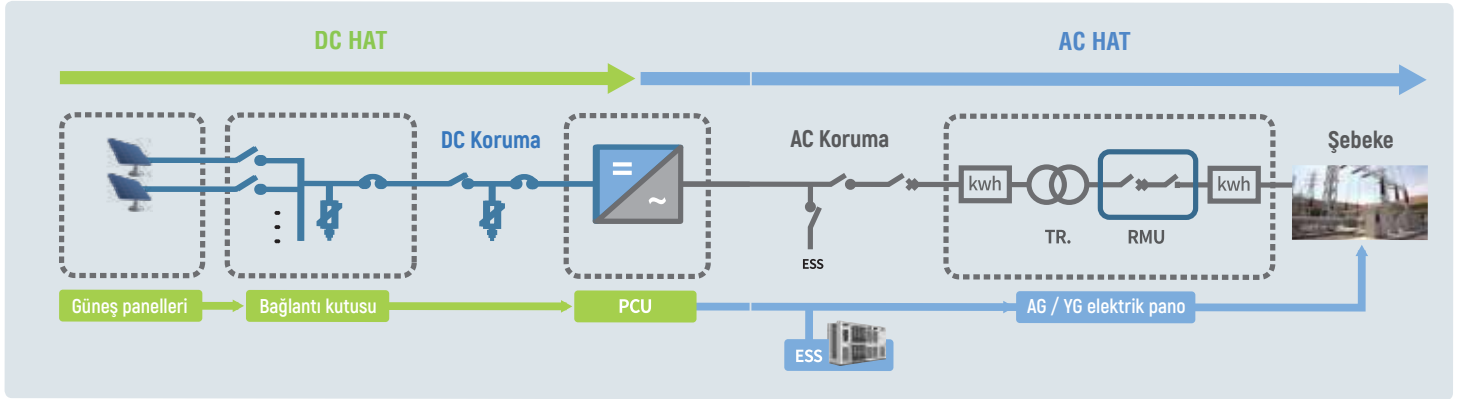 DC HAT
AC HAT
DC Koruma
AC Koruma
Şebeke
=
~
kwh
kwh
TR.
RMU
ESS
Güneş panelleri
Bağlantı kutusu
PCU
AG / YG elektrik pano
ESS